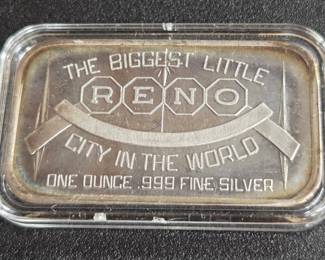 THE BIGGEST LITTLE
RENO
CITY IN THE WORLD
ONE OUNCE .999 FINE SILVER